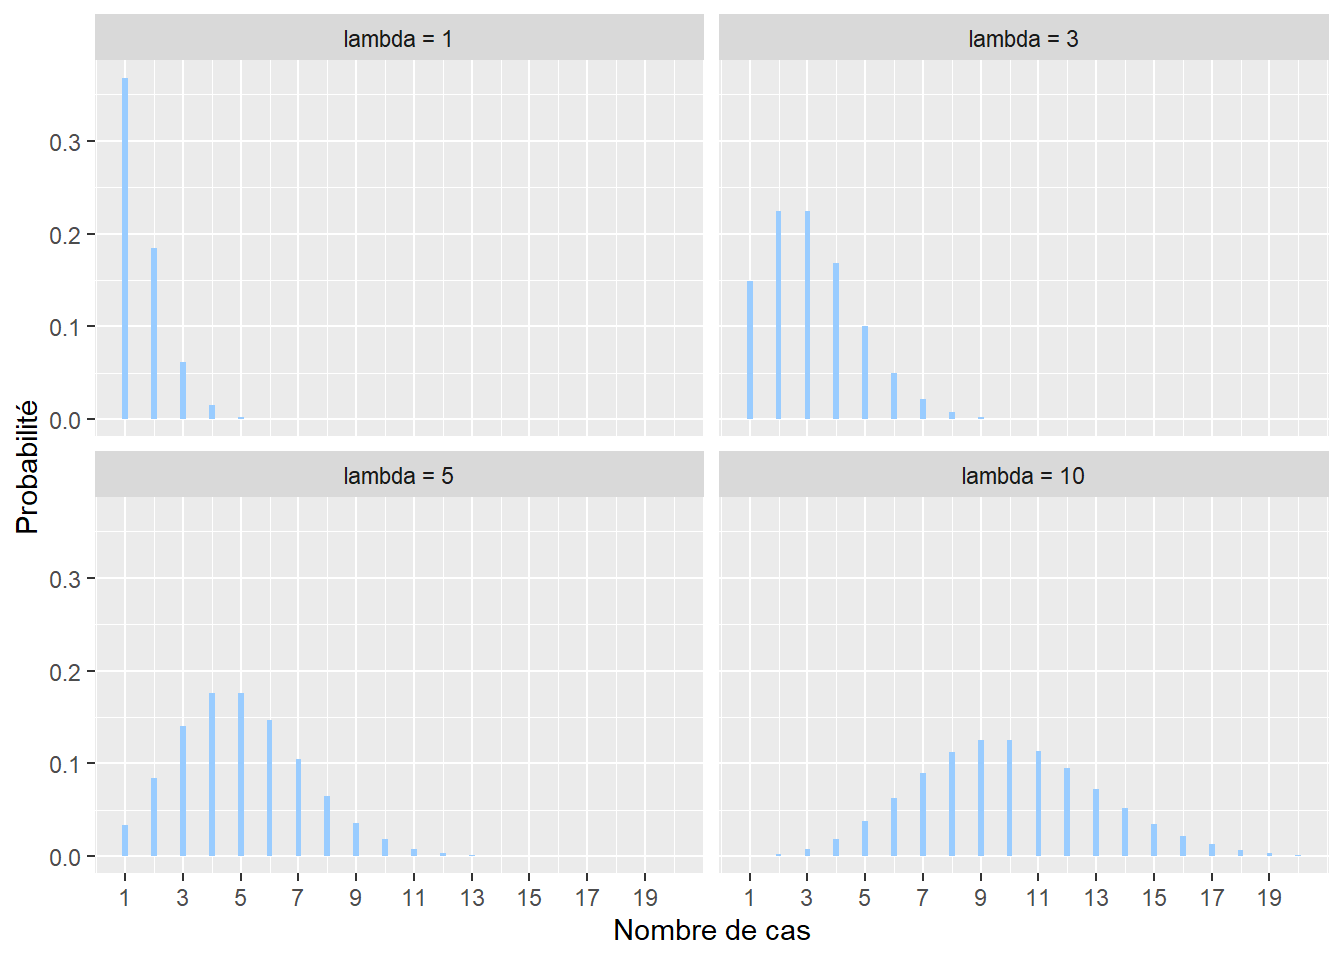 lambda = 1
lambda = 3
0.3
0.2
0.1
0.0
lambda = 5
lambda = 10
0.3
0.2
0.1
0.0
1 3 5 7 9 11 13 15 17 19
1 3 5 7 9 11 13 15 17 19
Nombre de cas
Probabilité